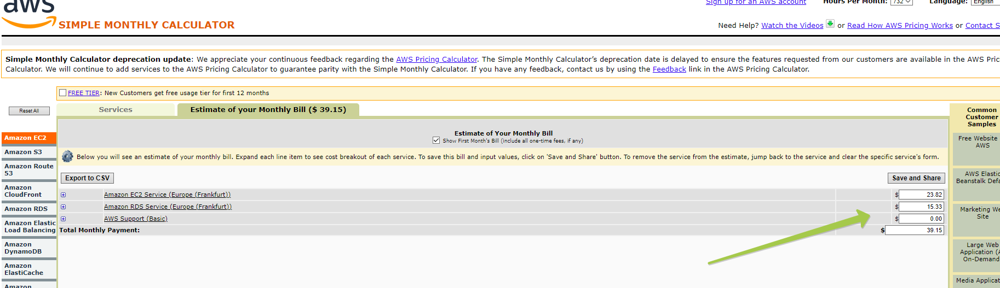 aws
SIMPLE MONTHLY CALCULATOR
Sign up for an AWS account Hours Per Month: 732 Language: English
Need Help? Watch the Videos or Read How AWS Pricing Works or Contact S
Simple Monthly Calculator deprecation update: We appreciate your continuous feedback regarding the AWS Pricing Calculator. The Simple Monthly Calculator's deprecation date is delayed to ensure the features requested from our customers are available in the AWS Pric
Calculator. We will continue to add services to the AWS Pricing Calculator to guarantee parity with the Simple Monthly Calculator. If you have any feedback, contact us by using the Feedback link in the AWS Pricing Calculator.
FREE TIER: New Customers get free usage tier for first 12 months
Reset All
Services
Estimate of your Monthly Bill ($ 39.15)
Amazon EC2
Amazon S3
Amazon Route
53
Amazon
CloudFront
Amazon RDS
Amazon Elastic
Load Balancing
Amazon
DynamoDB
Amazon
ElastiCache
Amazon
Estimate of Your Monthly Bill
Show First Month's Bill (include all one-time fees, if any)
Below you will see an estimate of your monthly bill. Expand each line item to see cost breakout of each service. To save this bill and input values, click on 'Save and Share' button. To remove the service from the estimate, jump back to the service and clear the specific service's form.
Export to CSV
Save and Share
Amazon EC2 Service (Europe (Frankfurt)) $ 23.82
Amazon RDS Service (Europe (Frankfurt)) $ 15.33
AWS Support (Basic) $ 0.00
Total Monthly Payment: $ 39.15
Common
Customer
Samples
Free Website
AWS
AWS Elastic
Beanstalk Defa
Marketing We
Site
Large Web
Application (A
On-Demand
Media Applicat